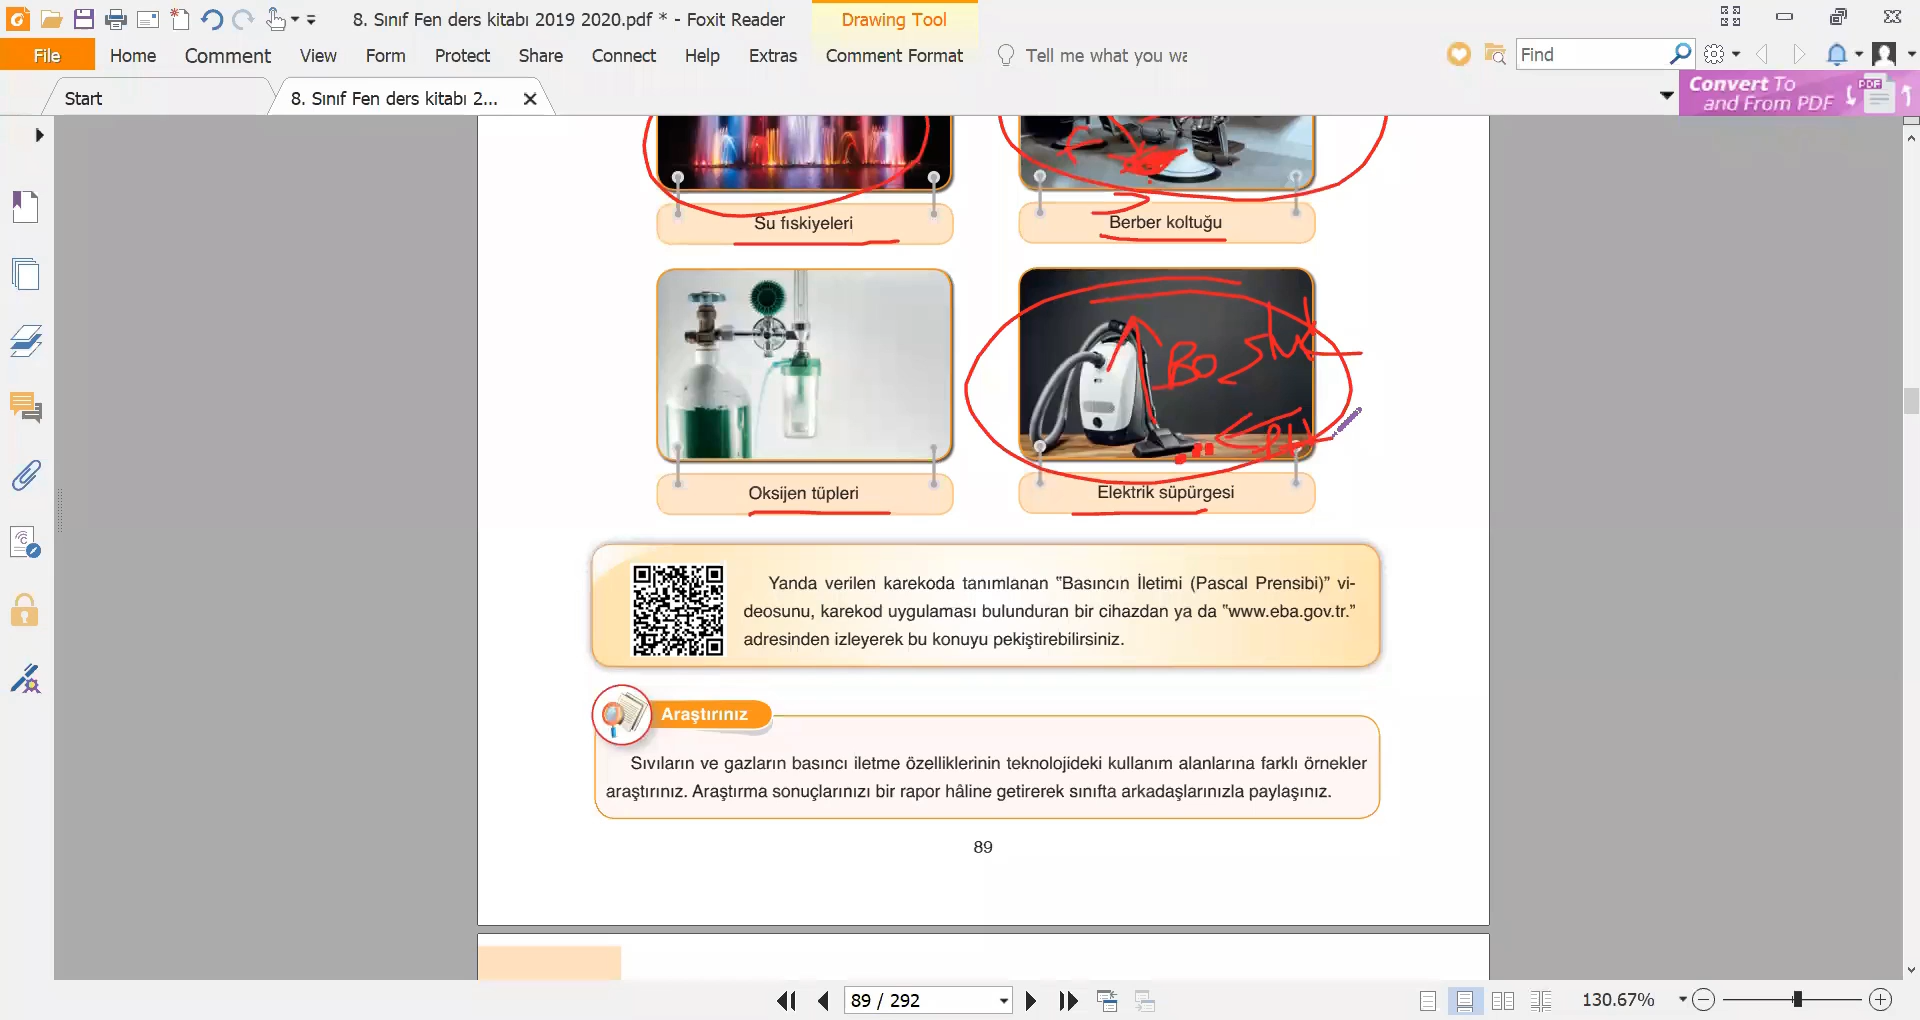 8. Sınıf Fen ders kitabı 2019 2020.pdf * - Foxit Reader
Drawing Tool
File
Home
Comment
View
Form
Protect
Share
Connect
Help
Extras
Comment Format
Tell me what you wa
Find
Start
8. Sınıf Fen ders kitabı 2...
Convert To
and From PDF
PDF
Su fıskiyeleri
Berber koltuğu
Boşluk
Oksijen tüpleri
Elektrik süpürgesi
Yanda verilen karekoda tanımlanan "Basıncın İletimi (Pascal Prensibi)" vi-
deosunu, karekod uygulaması bulunduran bir cihazdan ya da "www.eba.gov.tr."
adresinden izleyerek bu konuyu pekiştirebilirsiniz.
Araştırınız
Sıvıların ve gazların basıncı iletme özelliklerinin teknolojideki kullanım alanlarına farklı örnekler
araştırınız. Araştırma sonuçlarınızı bir rapor hâline getirerek sınıfta arkadaşlarınızla paylaşınız.
89
89 / 292
130.67%